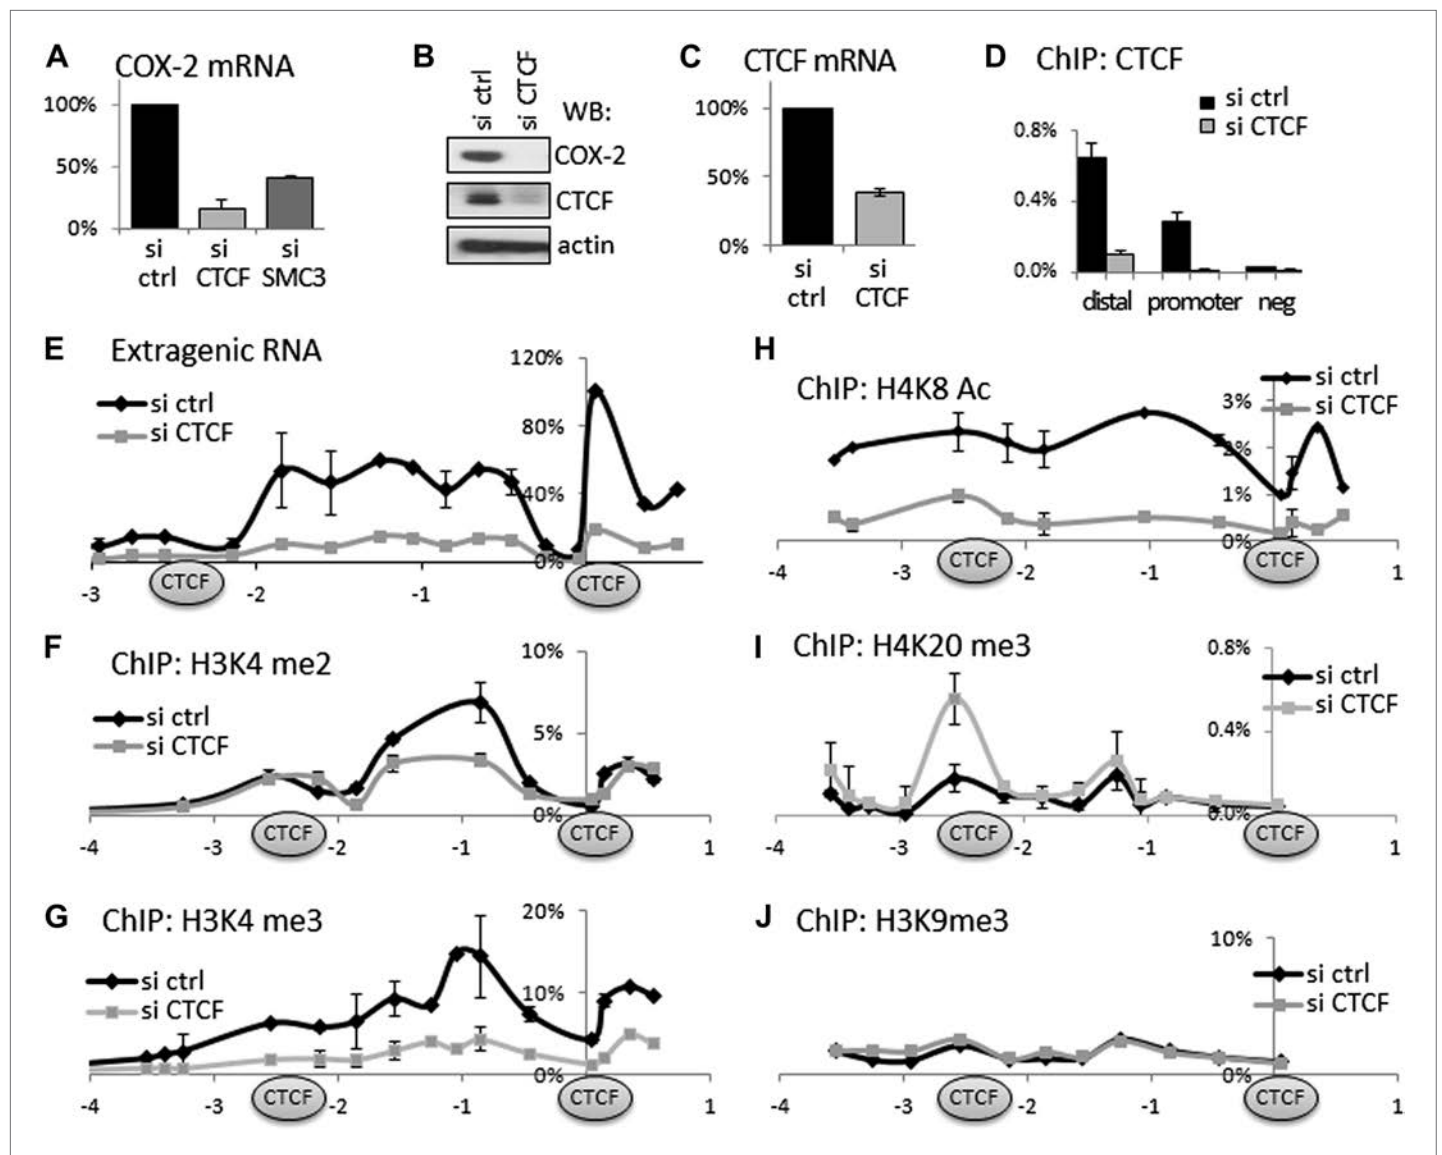 A
COX-2 mRNA
100%
50%
0%
si ctrl
si CTCF
si SMC3
B
si ctrl
si CTCF
WB:
COX-2
CTCF
actin
C
CTCF mRNA
100%
50%
0%
si ctrl
si CTCF
D
ChIP: CTCF
si ctrl
si CTCF
0.8%
0.4%
0.0%
distal promoter neg
E
Extragenic RNA
si ctrl
si CTCF
120%
80%
40%
0%
-3 -2 -1
CTCF CTCF
H
ChIP: H4K8 Ac
si ctrl
si CTCF
3%
2%
1%
0%
CTCF CTCF
-4 -3 -2 -1 1
F
ChIP: H3K4 me2
si ctrl
si CTCF
10%
5%
0%
CTCF CTCF
-4 -3 -2 -1 1
I
ChIP: H4K20 me3
si ctrl
si CTCF
0.8%
0.4%
0.0%
CTCF CTCF
-4 -3 -2 -1 1
G
ChIP: H3K4 me3
si ctrl
si CTCF
20%
10%
0%
CTCF CTCF
-4 -3 -2 -1 1
J
ChIP: H3K9me3
si ctrl
si CTCF
10%
0%
CTCF CTCF
-4 -3 -2 -1 1